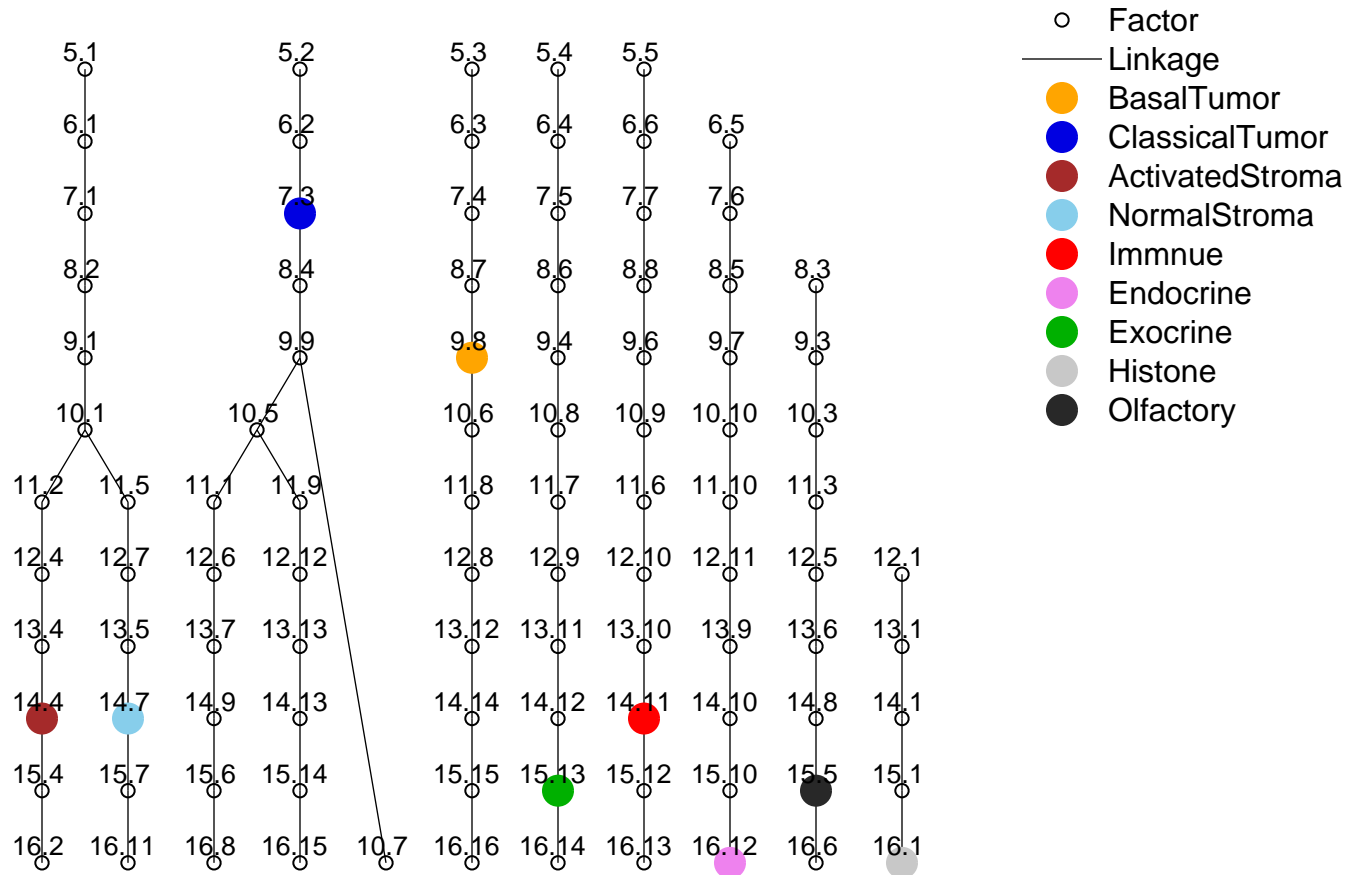 5.1 5.2 5.3 5.4 5.5
6.1 6.2 6.3 6.4 6.6 6.5
7.1 7.3 7.4 7.5 7.7 7.6
8.2 8.4 8.7 8.6 8.8 8.5 8.3
9.1 9.9 9.8 9.4 9.6 9.7 9.3
10.1 10.5 10.6 10.8 10.9 10.10 10.3
11.2 11.5 11.1 11.9 11.8 11.7 11.6 11.10 11.3
12.4 12.7 12.6 12.12 12.8 12.9 12.10 12.11 12.5 12.1
13.4 13.5 13.7 13.13 13.12 13.11 13.10 13.9 13.6 13.1
14.4 14.7 14.9 14.13 14.14 14.12 14.11 14.10 14.8 14.1
15.4 15.7 15.6 15.14 15.15 15.13 15.12 15.10 15.5 15.1
16.2 16.11 16.8 16.15 10.7 16.16 16.14 16.13 16.12 16.6 16.1
Factor
Linkage
BasalTumor
ClassicalTumor
ActivatedStroma
NormalStroma
Immnue
Endocrine
Exocrine
Histone
Olfactory